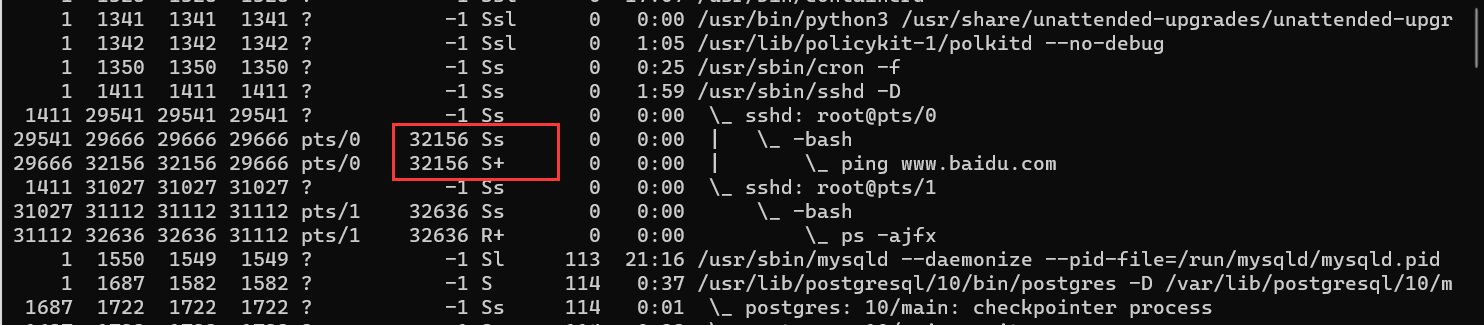 1 1341 1341 1341 ? -1 Ssl 0 0:00 /usr/bin/python3 /usr/share/unattended-upgrades/unattended-upgr
1 1342 1342 1342 ? -1 Ssl 0 1:05 /usr/lib/policykit-1/polkitd --no-debug
1 1350 1350 1350 ? -1 Ss 0 0:25 /usr/sbin/cron -f
1 1411 1411 1411 ? -1 Ss 0 1:59 /usr/sbin/sshd -D
1411 29541 29541 29541 ? -1 Ss 0 0:00 \_ sshd: root@pts/0
29541 29666 29666 29666 pts/0 32156 Ss 0 0:00 | \_ -bash
29666 32156 32156 29666 pts/0 32156 S+ 0 0:00 | \_ ping www.baidu.com
1411 31027 31027 31027 ? -1 Ss 0 0:00 \_ sshd: root@pts/1
31027 31112 31112 31112 pts/1 32636 Ss 0 0:00 \_ -bash
31112 32636 32636 31112 pts/1 32636 R+ 0 0:00 \_ ps -ajfx
1 1550 1549 1549 ? -1 Sl 113 21:16 /usr/sbin/mysqld --daemonize --pid-file=/run/mysqld/mysqld.pid
1 1687 1582 1582 ? -1 S 114 0:37 /usr/lib/postgresql/10/bin/postgres -D /var/lib/postgresql/10/m
1687 1722 1722 1722 ? -1 Ss 114 0:01 \_ postgres: 10/main: checkpointer process